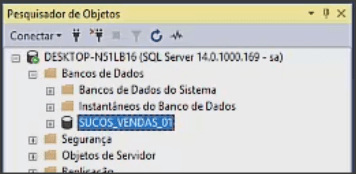 Pesquisador de Objetos
Conectar
DESKTOP-N51LB16 (SQL Server 14.0.1000.169 - sa)
Bancos de Dados
Bancos de Dados do Sistema
Instantâneos do Banco de Dados
SUCOS_VENDAS_01
Segurança
Objetos de Servidor
Replicação